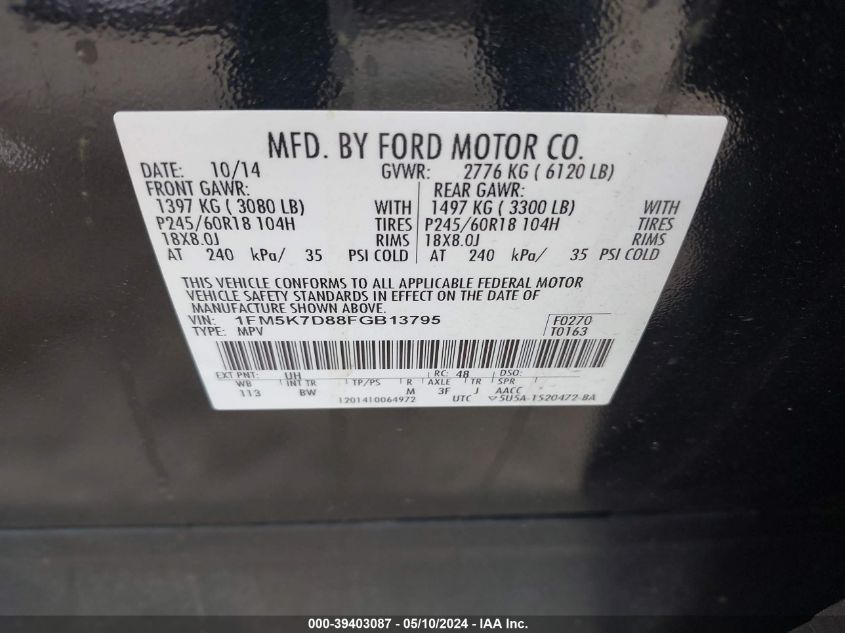 MFD. BY FORD MOTOR CO.
DATE: 10/14 GVWR: 2776 KG ( 6120 LB)
FRONT GAWR: REAR GAWR:
1397 KG ( 3080 LB) WITH 1497 KG ( 3300 LB) WITH
P245/60R18 104H TIRES P245/60R18 104H TIRES
18X8.0J RIMS 18X8.0J RIMS
AT 240 kPa/ 35 PSI COLD AT 240 kPa/ 35 PSI COLD
THIS VEHICLE CONFORMS TO ALL APPLICABLE FEDERAL MOTOR
VEHICLE SAFETY STANDARDS IN EFFECT ON THE DATE OF
MANUFACTURE SHOWN ABOVE.
VIN: 1FM5K7D88FGB13795 F0270
TYPE: MPV T0163
EXT PNT: UH RC: 48 DSO:
WB INT TR TP/PS R AXLE TR SPR
113 BW M 3F J AACC
1201410064972 UTC ▽5U5A-1520472-BA
000-39403087 - 05/10/2024 - IAA Inc.